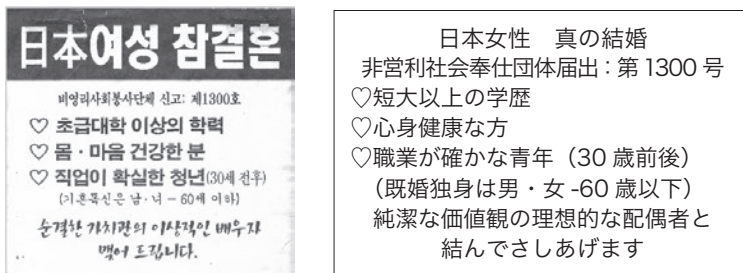 日本여성 참결혼
비영리사회봉사단체 신고: 제1300호
♡ 초급대학 이상의 학력
♡ 몸·마음 건강한 분
♡ 직업이 확실한 청년(30세 전후)
(기혼독신은 남·녀 - 60세 이하)
순결한 가치관의 이상적인 배우자
맺어 드립니다.
日本女性　真の結婚
非営利社会奉仕団体届出：第 1300 号
♡短大以上の学歴
♡心身健康な方
♡職業が確かな青年（30 歳前後）
（既婚独身は男・女 -60 歳以下）
純潔な価値観の理想的な配偶者と
結んでさしあげます